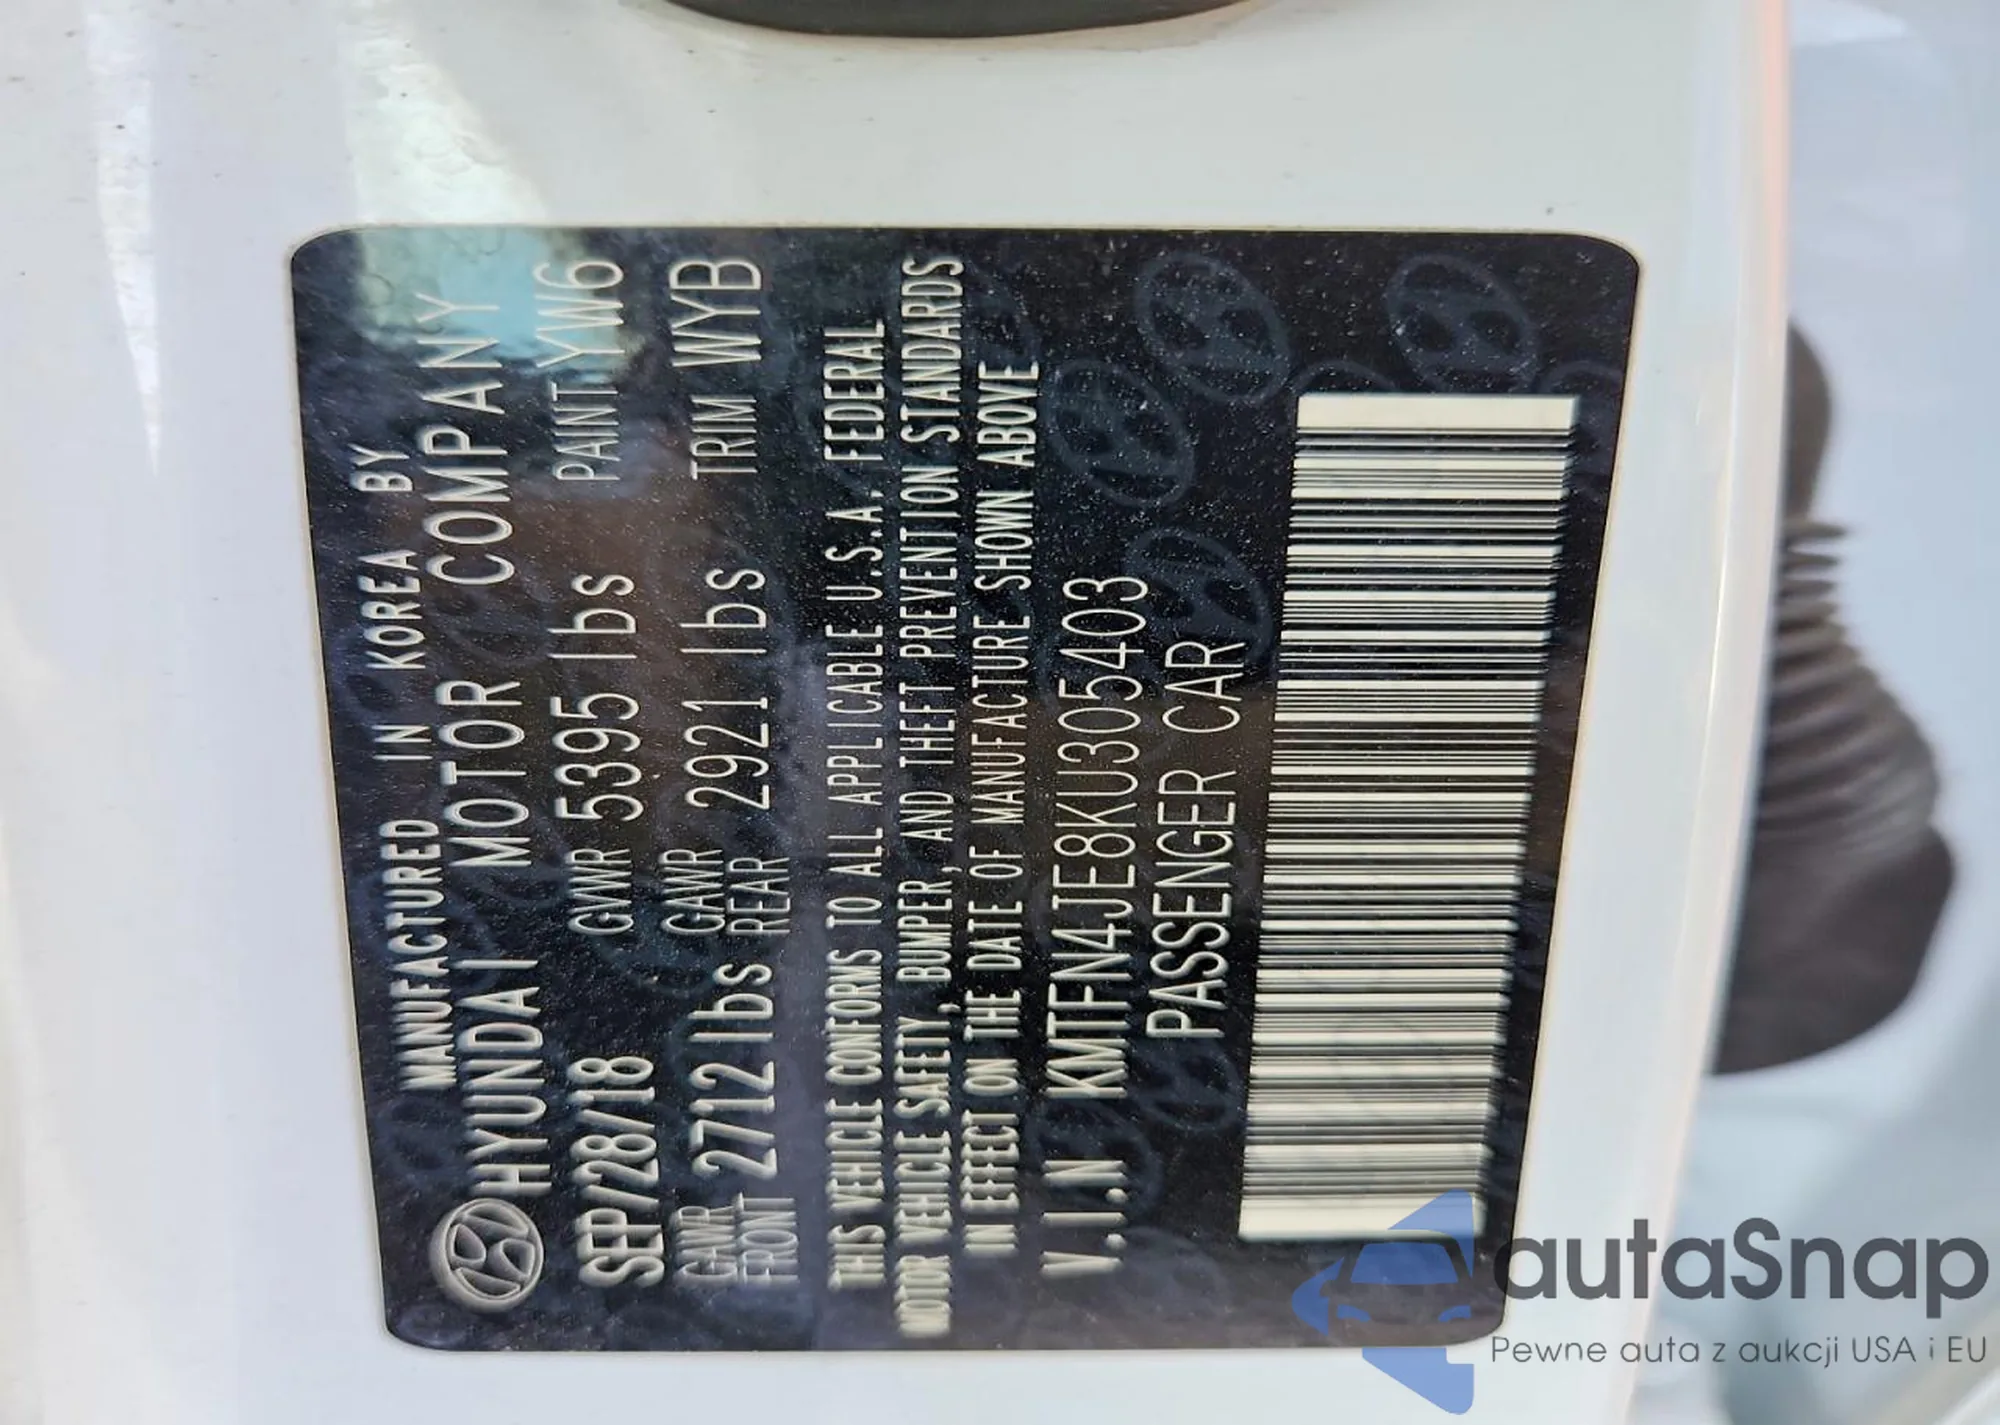 MANUFACTURED IN KOREA BY
HYUNDAI MOTOR COMPANY
SEP/28/18 GVWR 5395 lbs PAINT YW6
GAWR FRONT 2712 lbs GAWR REAR 2921 lbs TRIM WYB
THIS VEHICLE CONFORMS TO ALL APPLICABLE U.S.A. FEDERAL
MOTOR VEHICLE SAFETY, BUMPER, AND THEFT PREVENTION STANDARDS
IN EFFECT ON THE DATE OF MANUFACTURE SHOWN ABOVE
V.I.N KMTFN4JE8KU305403
PASSENGER CAR
autaSnap
Pewne auta z aukcji USA i EU